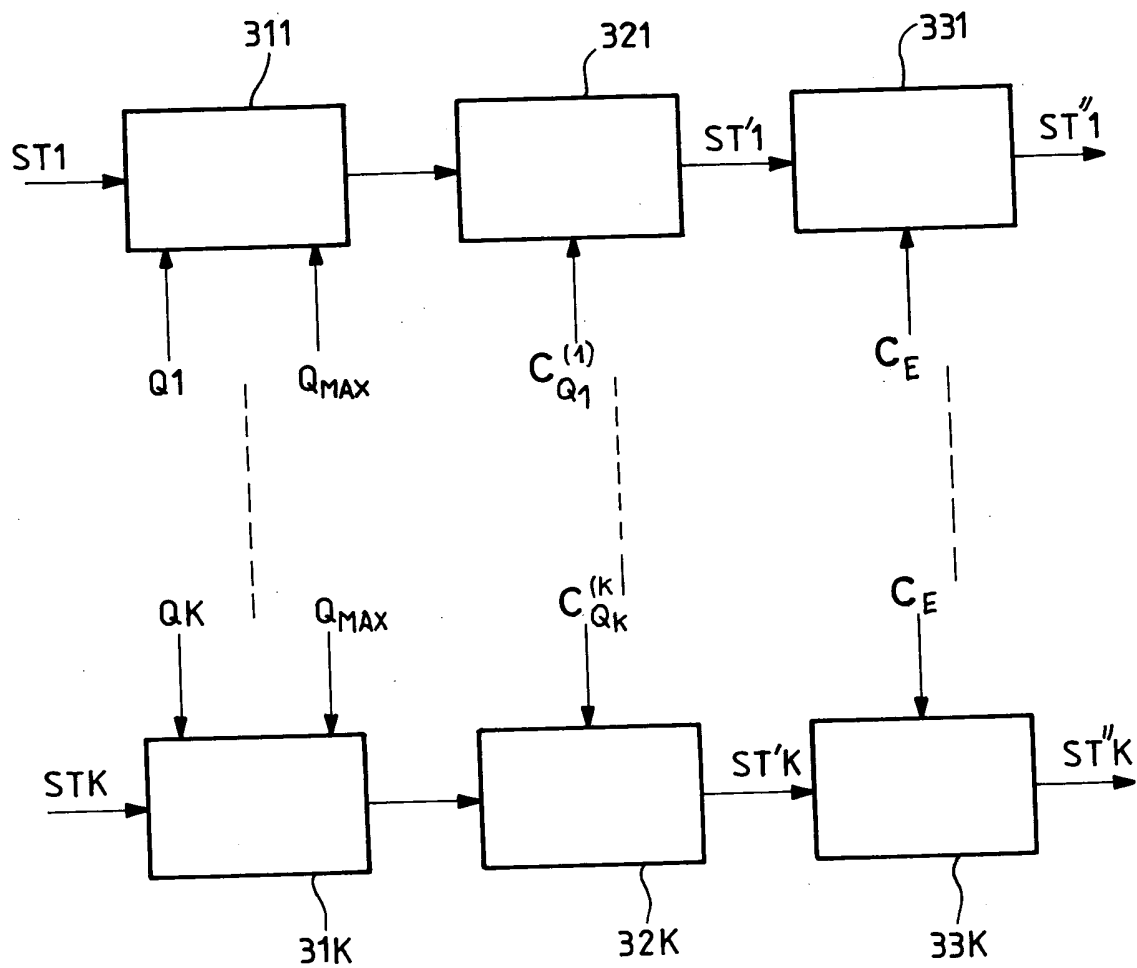 311
321
331
ST1
ST'1
ST"1
Q1
QMAX
C(1)Q1
CE
QK
QMAX
C(KQK
CE
STK
ST'K
ST"K
31K
32K
33K